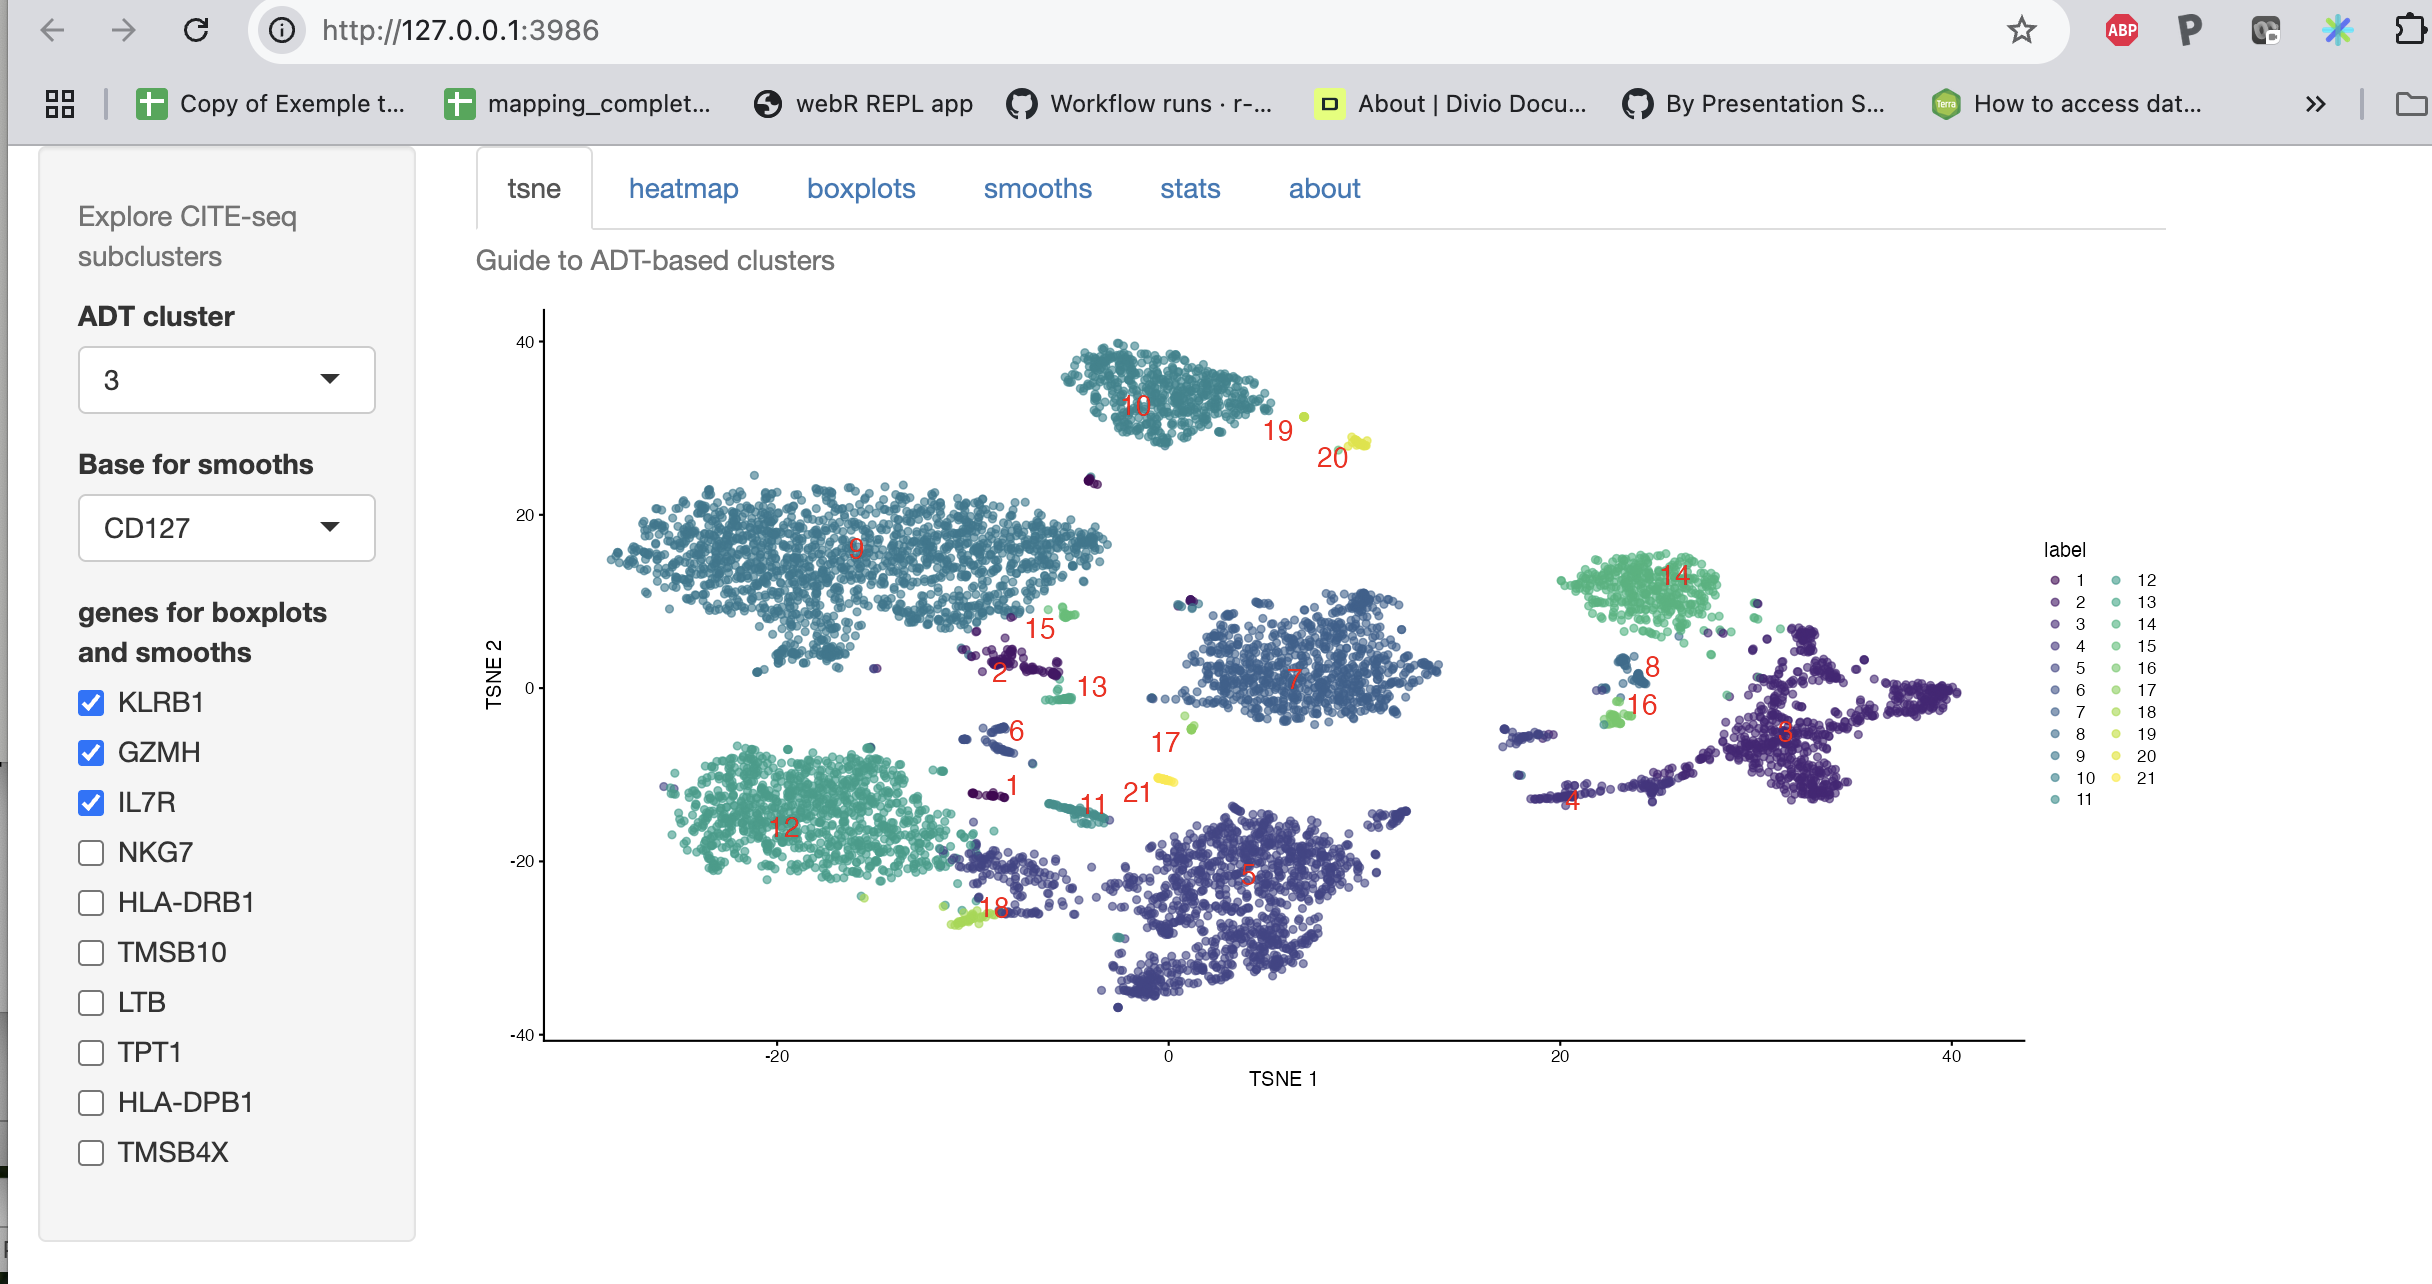 http://127.0.0.1:3986
ABP
Copy of Exemple t...
mapping_complet...
webR REPL app
Workflow runs · r-...
About | Divio Docu...
By Presentation S...
Terra
How to access dat...
»
Explore CITE-seq
subclusters
ADT cluster
3
Base for smooths
CD127
genes for boxplots
and smooths
KLRB1
GZMH
IL7R
NKG7
HLA-DRB1
TMSB10
LTB
TPT1
HLA-DPB1
TMSB4X
tsne
heatmap
boxplots
smooths
stats
about
Guide to ADT-based clusters
TSNE 2
40
20
0
-20
-40
10
19
20
9
15
2
13
14
8
16
7
3
6
17
1
21
11
4
12
5
18
-20
0
20
40
TSNE 1
label
1
2
3
4
5
6
7
8
9
10
11
12
13
14
15
16
17
18
19
20
21